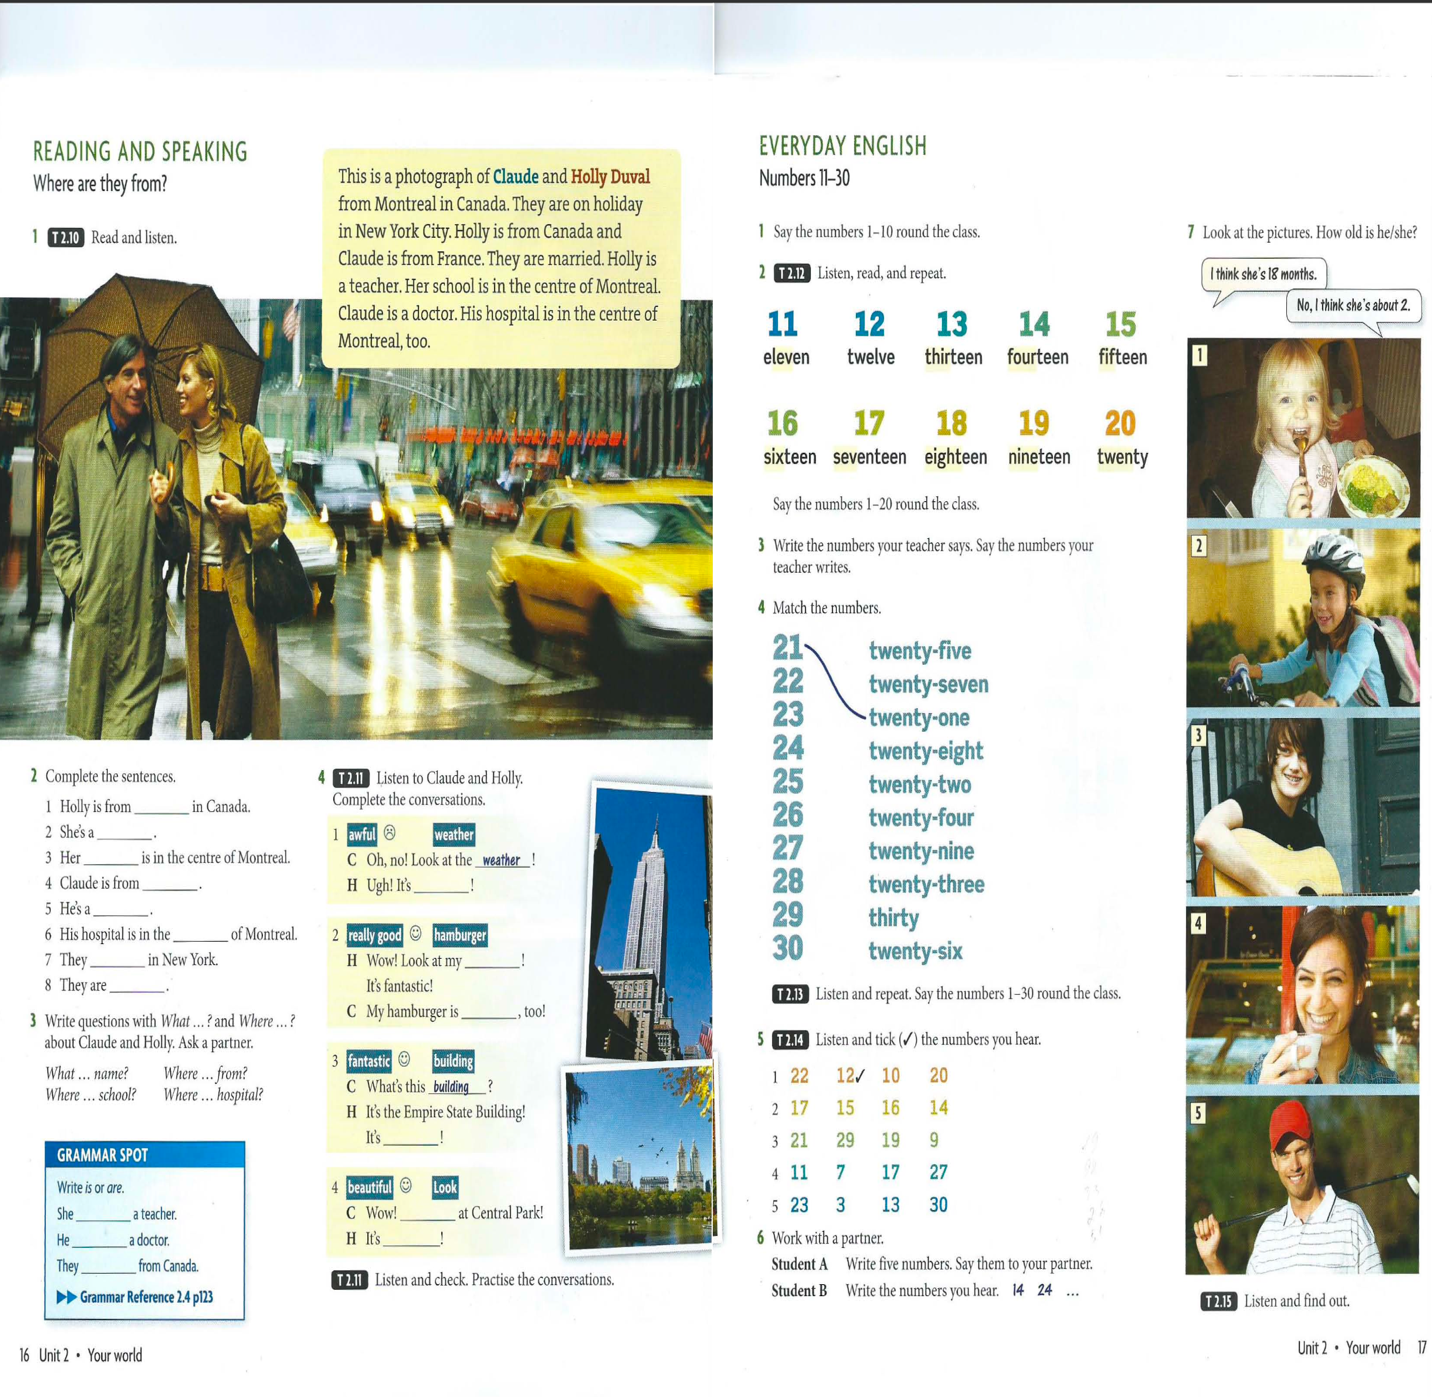 READING AND SPEAKING
Where are they from?
1 T 2.10 Read and listen.
This is a photograph of Claude and Holly Duval
from Montreal in Canada. They are on holiday
in New York City. Holly is from Canada and
Claude is from France. They are married. Holly is
a teacher. Her school is in the centre of Montreal.
Claude is a doctor. His hospital is in the centre of
Montreal, too.
2 Complete the sentences.
1 Holly is from ________ in Canada.
2 She's a ________.
3 Her ________ is in the centre of Montreal.
4 Claude is from ________.
5 He's a ________.
6 His hospital is in the ________ of Montreal.
7 They ________ in New York.
8 They are ________.
3 Write questions with What … ? and Where … ?
about Claude and Holly. Ask a partner.
What … name? Where … from?
Where … school? Where … hospital?
GRAMMAR SPOT
Write is or are.
She ________ a teacher.
He ________ a doctor.
They ________ from Canada.
▶▶ Grammar Reference 2.4 p123
4 T 2.11 Listen to Claude and Holly.
Complete the conversations.
1 awful ☹ weather
C Oh, no! Look at the weather !
H Ugh! It's ________ !
2 really good ☺ hamburger
H Wow! Look at my ________ !
It's fantastic!
C My hamburger is ________ , too!
3 fantastic ☺ building
C What's this building ?
H It's the Empire State Building!
It's ________ !
4 beautiful ☺ Look
C Wow! ________ at Central Park!
H It's ________ !
T 2.11 Listen and check. Practise the conversations.
16 Unit 2 • Your world
EVERYDAY ENGLISH
Numbers 11–30
1 Say the numbers 1–10 round the class.
2 T 2.12 Listen, read, and repeat.
11 12 13 14 15
eleven twelve thirteen fourteen fifteen
16 17 18 19 20
sixteen seventeen eighteen nineteen twenty
Say the numbers 1–20 round the class.
3 Write the numbers your teacher says. Say the numbers your
teacher writes.
4 Match the numbers.
21 twenty-five
22 twenty-seven
23 twenty-one
24 twenty-eight
25 twenty-two
26 twenty-four
27 twenty-nine
28 twenty-three
29 thirty
30 twenty-six
T 2.13 Listen and repeat. Say the numbers 1–30 round the class.
5 T 2.14 Listen and tick (✓) the numbers you hear.
1 22 12✓ 10 20
2 17 15 16 14
3 21 29 19 9
4 11 7 17 27
5 23 3 13 30
6 Work with a partner.
Student A Write five numbers. Say them to your partner.
Student B Write the numbers you hear. 14 24 …
7 Look at the pictures. How old is he/she?
I think she's 18 months.
No, I think she's about 2.
1
2
3
4
5
T 2.15 Listen and find out.
Unit 2 • Your world 17